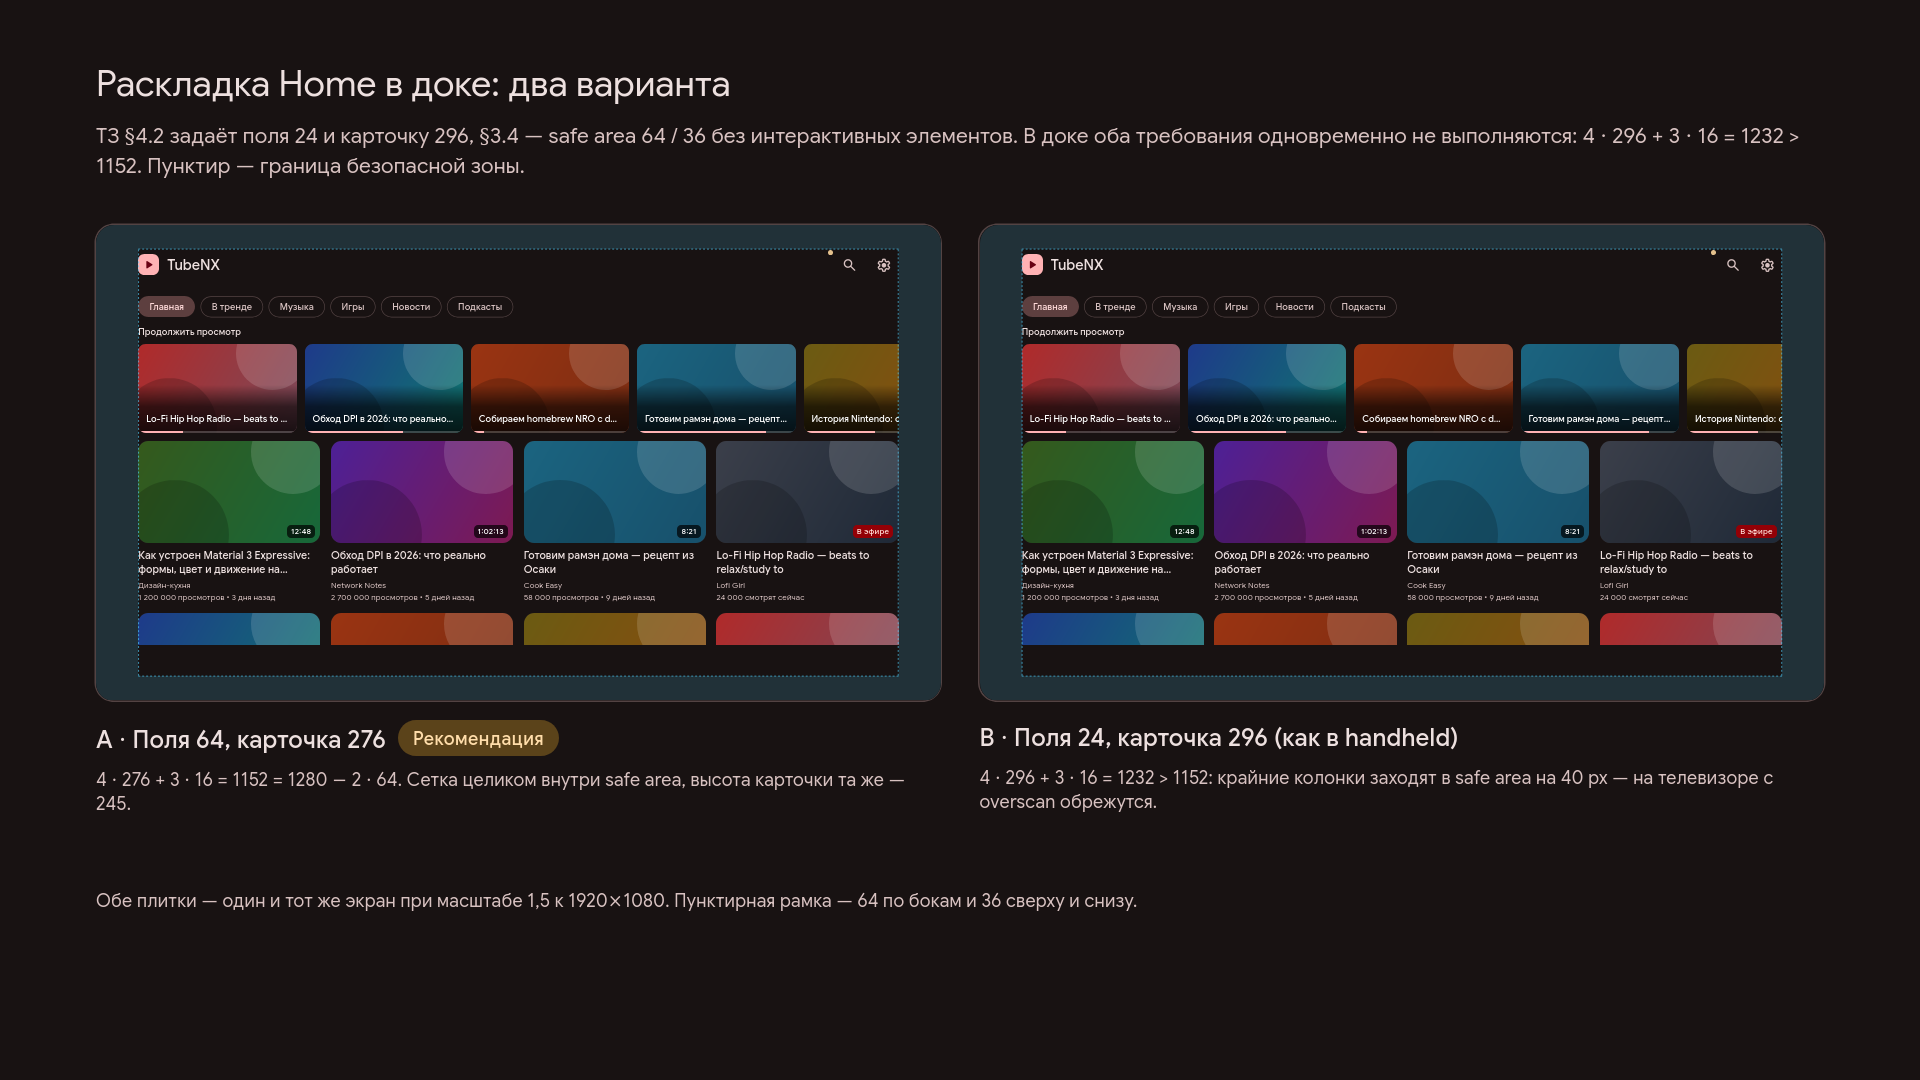 Раскладка Home в доке: два варианта
ТЗ §4.2 задаёт поля 24 и карточку 296, §3.4 — safe area 64 / 36 без интерактивных элементов. В доке оба требования одновременно не выполняются: 4 · 296 + 3 · 16 = 1232 >
1152. Пунктир — граница безопасной зоны.
TubeNX
Главная В тренде Музыка Игры Новости Подкасты
Продолжить просмотр
Lo-Fi Hip Hop Radio — beats to ... Обход DPI в 2026: что реально... Собираем homebrew NRO с d... Готовим рамэн дома — рецепт... История Nintendo: с
12:48 1:02:13 8:21 В эфире
Как устроен Material 3 Expressive: Обход DPI в 2026: что реально Готовим рамэн дома — рецепт из Lo-Fi Hip Hop Radio — beats to
формы, цвет и движение на... работает Осаки relax/study to
Дизайн-кухня Network Notes Cook Easy Lofi Girl
1 200 000 просмотров • 3 дня назад 2 700 000 просмотров • 5 дней назад 58 000 просмотров • 9 дней назад 24 000 смотрят сейчас
A · Поля 64, карточка 276 Рекомендация
4 · 276 + 3 · 16 = 1152 = 1280 — 2 · 64. Сетка целиком внутри safe area, высота карточки та же —
245.
TubeNX
Главная В тренде Музыка Игры Новости Подкасты
Продолжить просмотр
Lo-Fi Hip Hop Radio — beats to ... Обход DPI в 2026: что реально... Собираем homebrew NRO с d... Готовим рамэн дома — рецепт... История Nintendo: с
12:48 1:02:13 8:21 В эфире
Как устроен Material 3 Expressive: Обход DPI в 2026: что реально Готовим рамэн дома — рецепт из Lo-Fi Hip Hop Radio — beats to
формы, цвет и движение на... работает Осаки relax/study to
Дизайн-кухня Network Notes Cook Easy Lofi Girl
1 200 000 просмотров • 3 дня назад 2 700 000 просмотров • 5 дней назад 58 000 просмотров • 9 дней назад 24 000 смотрят сейчас
B · Поля 24, карточка 296 (как в handheld)
4 · 296 + 3 · 16 = 1232 > 1152: крайние колонки заходят в safe area на 40 px — на телевизоре с
overscan обрежутся.
Обе плитки — один и тот же экран при масштабе 1,5 к 1920×1080. Пунктирная рамка — 64 по бокам и 36 сверху и снизу.